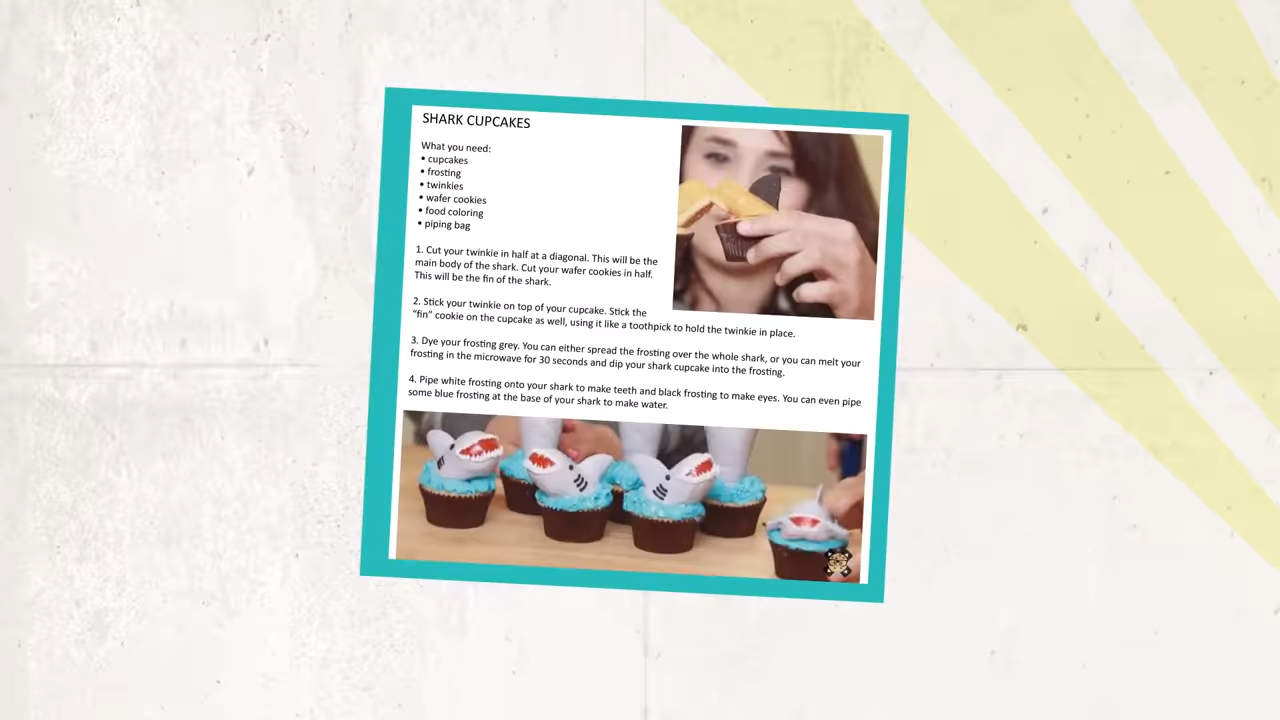 SHARK CUPCAKES
What you need:
• cupcakes
• frosting
• twinkies
• wafer cookies
• food coloring
• piping bag
1. Cut your twinkie in half at a diagonal. This will be the
main body of the shark. Cut your wafer cookies in half.
This will be the fin of the shark.
2. Stick your twinkie on top of your cupcake. Stick the
“fin” cookie on the cupcake as well, using it like a toothpick to hold the twinkie in place.
3. Dye your frosting grey. You can either spread the frosting over the whole shark, or you can melt your
frosting in the microwave for 30 seconds and dip your shark cupcake into the frosting.
4. Pipe white frosting onto your shark to make teeth and black frosting to make eyes. You can even pipe
some blue frosting at the base of your shark to make water.